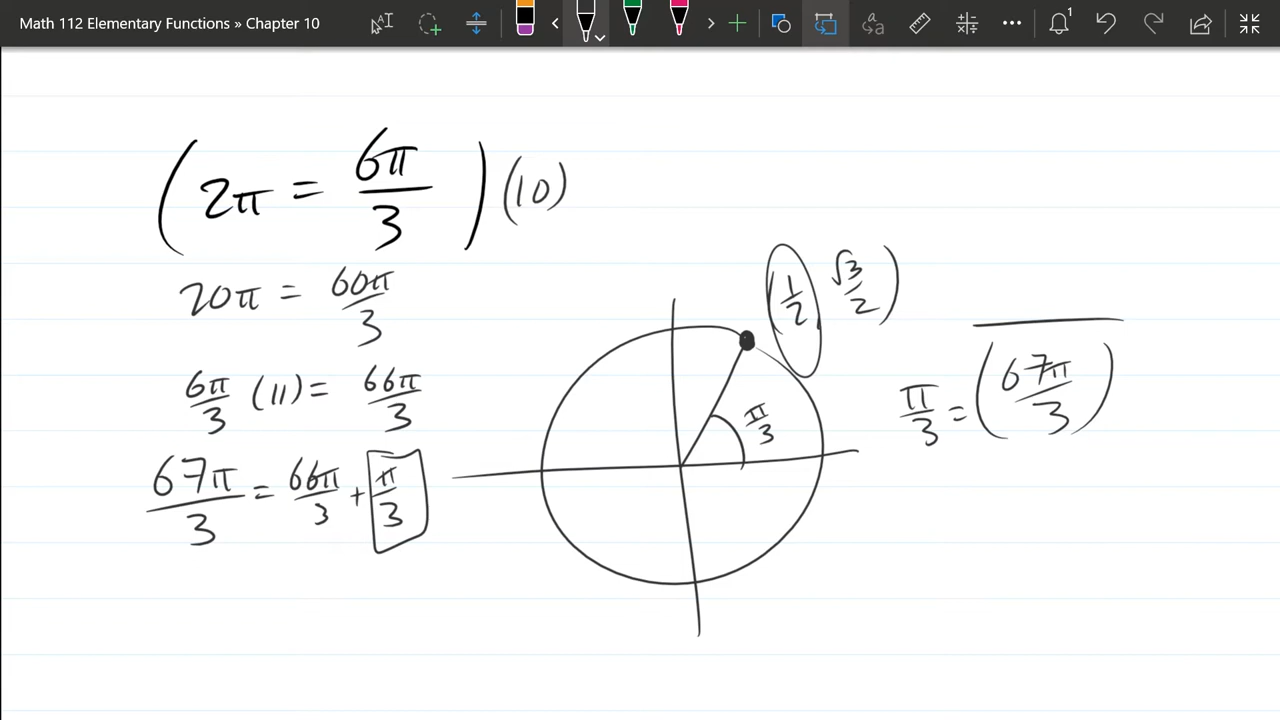 Math 112 Elementary Functions » Chapter 10
(2π = 6π/3)(10)
20π = 60π/3
6π/3 (11) = 66π/3
67π/3 = 66π/3 + π/3
(1/2 √3/2)
π/3
π/3 = (67π/3)